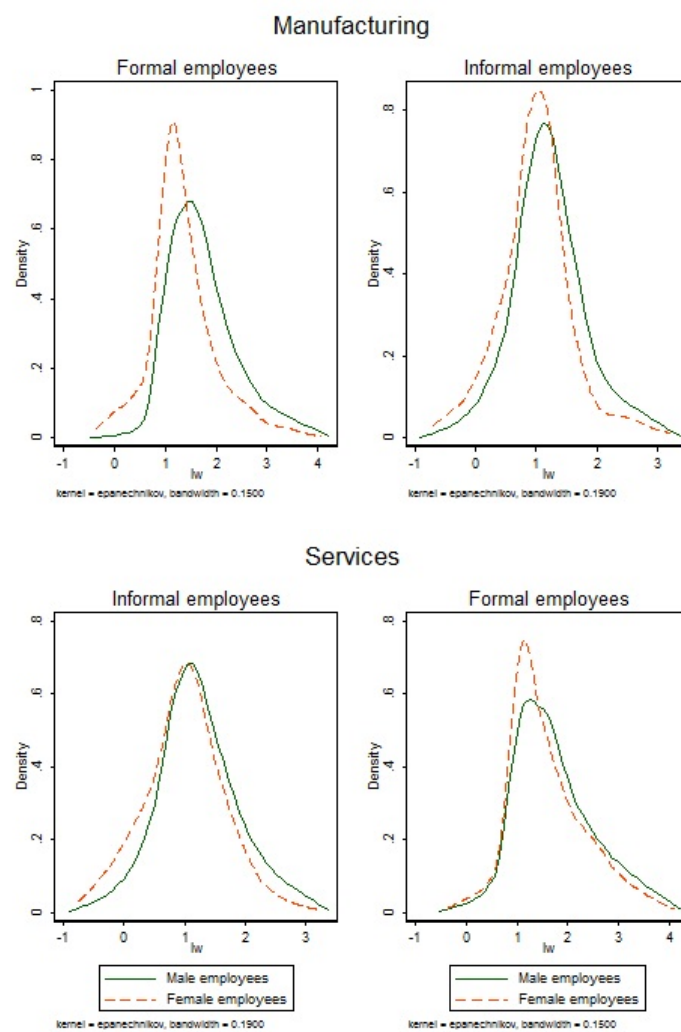 Manufacturing
Formal employees
Informal employees
Density
0 .2 .4 .6 .8 1
-1 0 1 2 3 4
lw
kernel = epanechnikov, bandwidth = 0.1500
Density
0 .2 .4 .6 .8
-1 0 1 2 3
lw
kernel = epanechnikov, bandwidth = 0.1900
Services
Informal employees
Formal employees
Density
0 .2 .4 .6 .8
-1 0 1 2 3
lw
Male employees
Female employees
kernel = epanechnikov, bandwidth = 0.1900
Density
0 .2 .4 .6 .8
-1 0 1 2 3 4
lw
Male employees
Female employees
kernel = epanechnikov, bandwidth = 0.1500